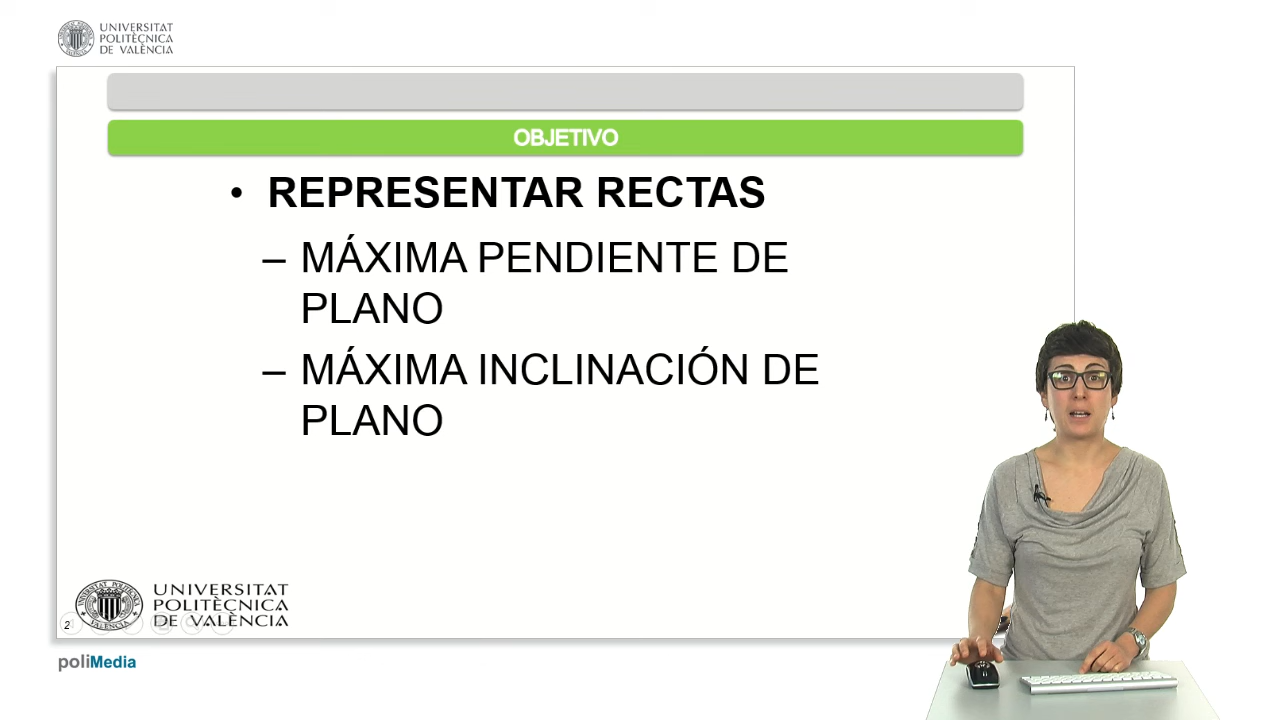 UNIVERSITAT
POLITÈCNICA
DE VALÈNCIA
OBJETIVO
• REPRESENTAR RECTAS
– MÁXIMA PENDIENTE DE
PLANO
– MÁXIMA INCLINACIÓN DE
PLANO
UNIVERSITAT
POLITÈCNICA
DE VALÈNCIA
2
poliMedia